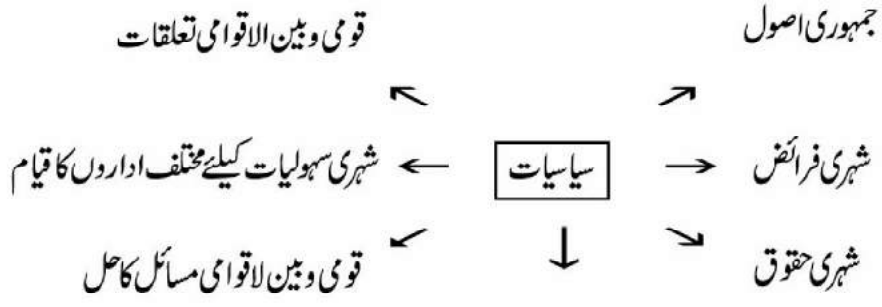 جمہوری اصول
قومی و بین الاقوامی تعلقات
شہری فرائض
سیاسیات
شہری سہولیات کیلئے مختلف اداروں کا قیام
شہری حقوق
قومی و بین لاقوامی مسائل کا حل